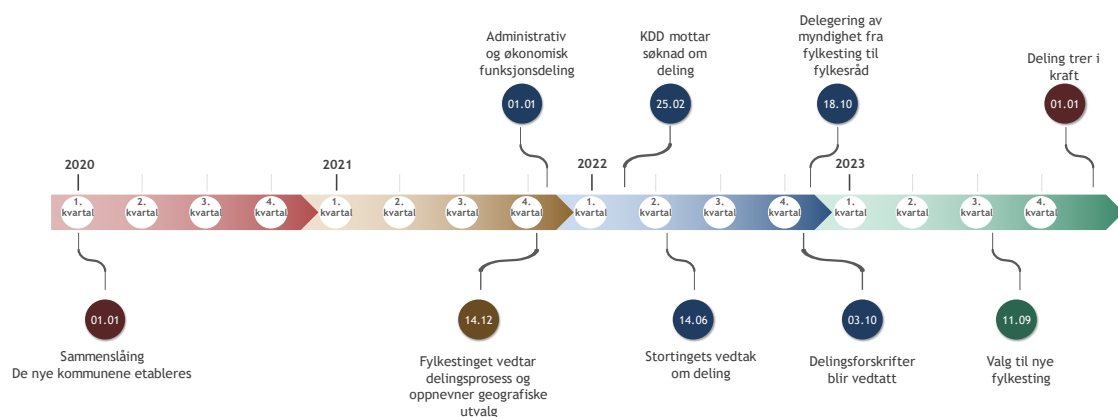 Administrativ
og økonomisk
funksjonsdeling
KDD mottar
søknad om
deling
Delegering av
myndighet fra
fylkesting til
fylkesråd
Deling trer i
kraft
01.01
25.02
18.10
01.01
2020
2021
2022
2023
1.
kvartal
2.
kvartal
3.
kvartal
4.
kvartal
1.
kvartal
2.
kvartal
3.
kvartal
4.
kvartal
1.
kvartal
2.
kvartal
3.
kvartal
4.
kvartal
1.
kvartal
2.
kvartal
3.
kvartal
4.
kvartal
01.01
14.12
14.06
03.10
11.09
Sammenslåing
De nye kommunene etableres
Fylkestinget vedtar
delingsprosess og
oppnevner geografiske
utvalg
Stortingets vedtak
om deling
Delingsforskrifter
blir vedtatt
Valg til nye
fylkesting